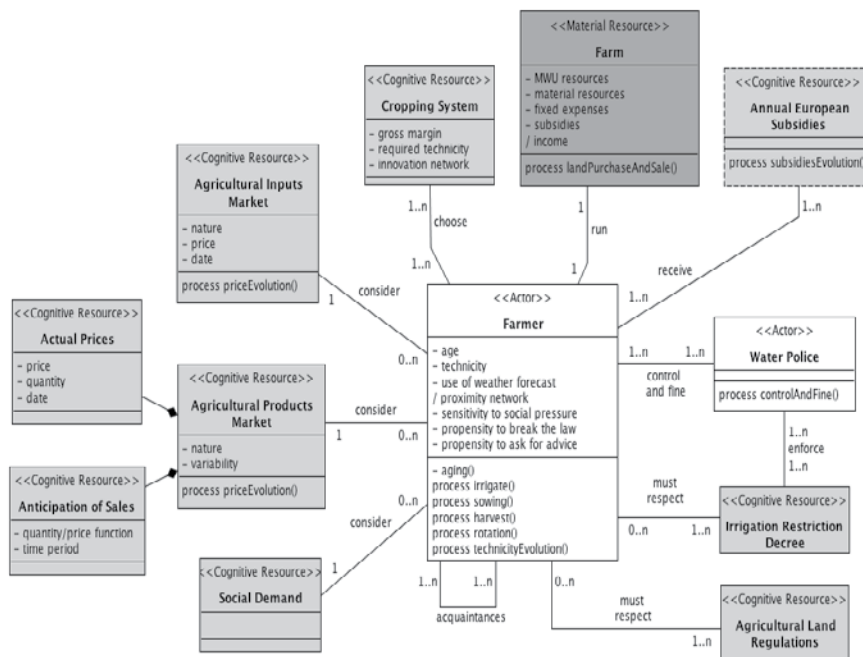 <<Material Resource>>
Farm
- MWU resources
- material resources
- fixed expenses
- subsidies
/ income
process landPurchaseAndSale()
<<Cognitive Resource>>
Cropping System
- gross margin
- required technicity
- innovation network
<<Cognitive Resource>>
Annual European
Subsidies
process subsidiesEvolution()
<<Cognitive Resource>>
Agricultural Inputs
Market
- nature
- price
- date
process priceEvolution()
1..n
choose
1..n
1
run
1
1..n
receive
1..n
consider
1
0..n
<<Actor>>
Farmer
- age
- technicity
- use of weather forecast
/ proximity network
- sensitivity to social pressure
- propensity to break the law
- propensity to ask for advice
- aging()
process irrigate()
process sowing()
process harvest()
process rotation()
process technicityEvolution()
<<Cognitive Resource>>
Actual Prices
- price
- quantity
- date
<<Cognitive Resource>>
Agricultural Products
Market
- nature
- variability
process priceEvolution()
consider
1
0..n
1..n
1..n
control
and fine
<<Actor>>
Water Police
process controlAndFine()
1..n
enforce
1..n
<<Cognitive Resource>>
Anticipation of Sales
- quantity/price function
- time period
0..n
consider
1
must
respect
0..n
1..n
<<Cognitive Resource>>
Irrigation Restriction
Decree
<<Cognitive Resource>>
Social Demand
1..n
1..n
acquaintances
0..n
must
respect
1..n
<<Cognitive Resource>>
Agricultural Land
Regulations